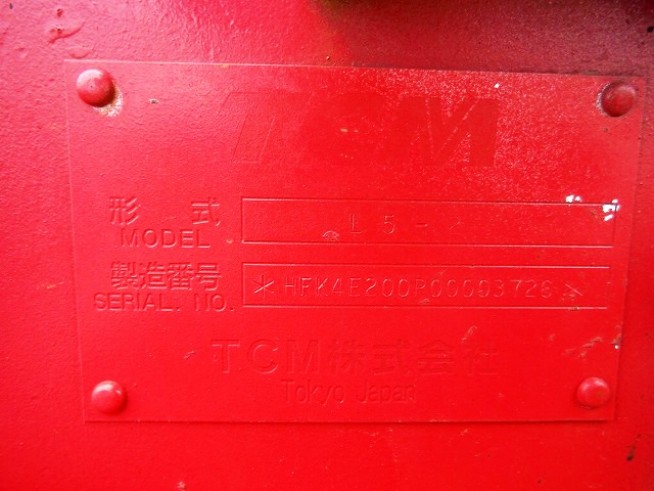 TCM
形 式
MODEL L5-
製造番号
SERIAL. NO. *HFK4E200P00003726*
TCM株式会社
Tokyo Japan